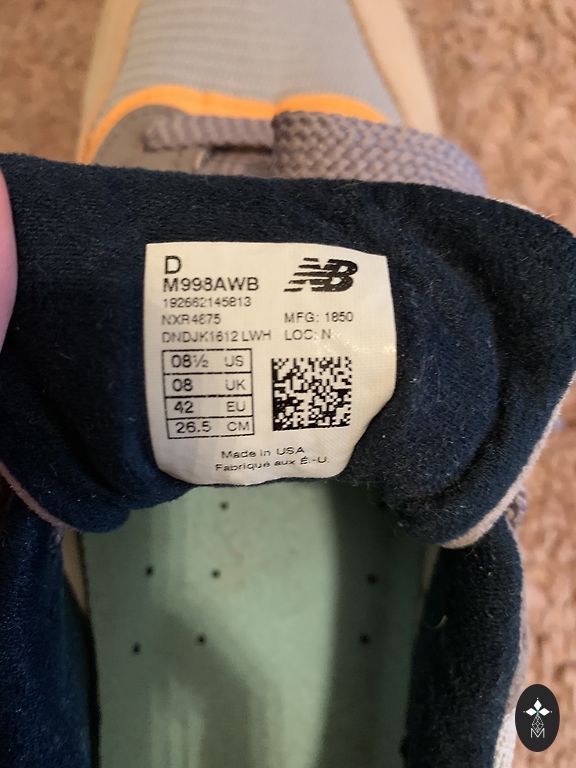 D
M998AWB
192662145813
NXR4675
DNDJK1612 LWH
NB
MFG: 1850
LOC: N
08½ US
08 UK
42 EU
26.5 CM
Made in USA
Fabriqué aux É.-U.
M